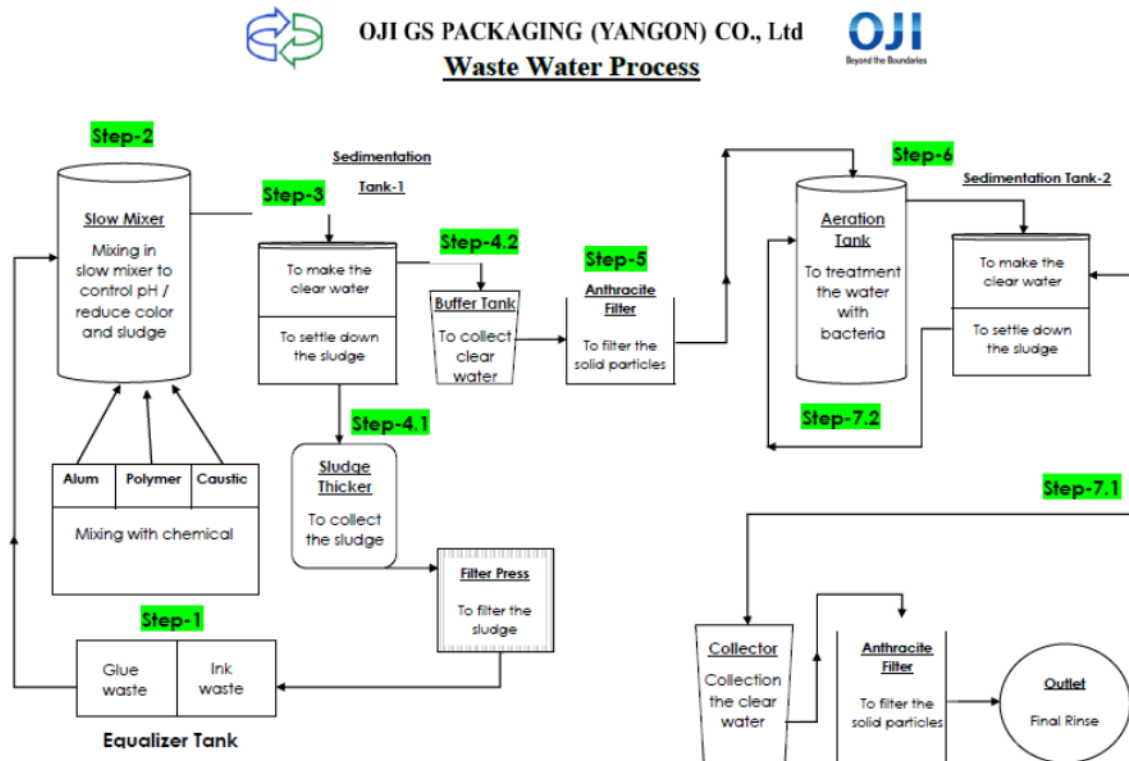 OJI GS PACKAGING (YANGON) CO., Ltd
OJI
Beyond the Boundaries
Waste Water Process
Step-2
Slow Mixer
Mixing in
slow mixer to
control pH /
reduce color
and sludge
Alum Polymer Caustic
Mixing with chemical
Step-1
Glue
waste
Ink
waste
Equalizer Tank
Sedimentation
Tank-1
Step-3
To make the
clear water
To settle down
the sludge
Step-4.1
Sludge
Thicker
To collect
the sludge
Filter Press
To filter the
sludge
Step-4.2
Buffer Tank
To collect
clear
water
Step-5
Anthracite
Filter
To filter the
solid particles
Step-6
Aeration
Tank
To treatment
the water
with
bacteria
Sedimentation Tank-2
To make the
clear water
To settle down
the sludge
Step-7.2
Step-7.1
Collector
Collection
the clear
water
Anthracite
Filter
To filter the
solid particles
Outlet
Final Rinse